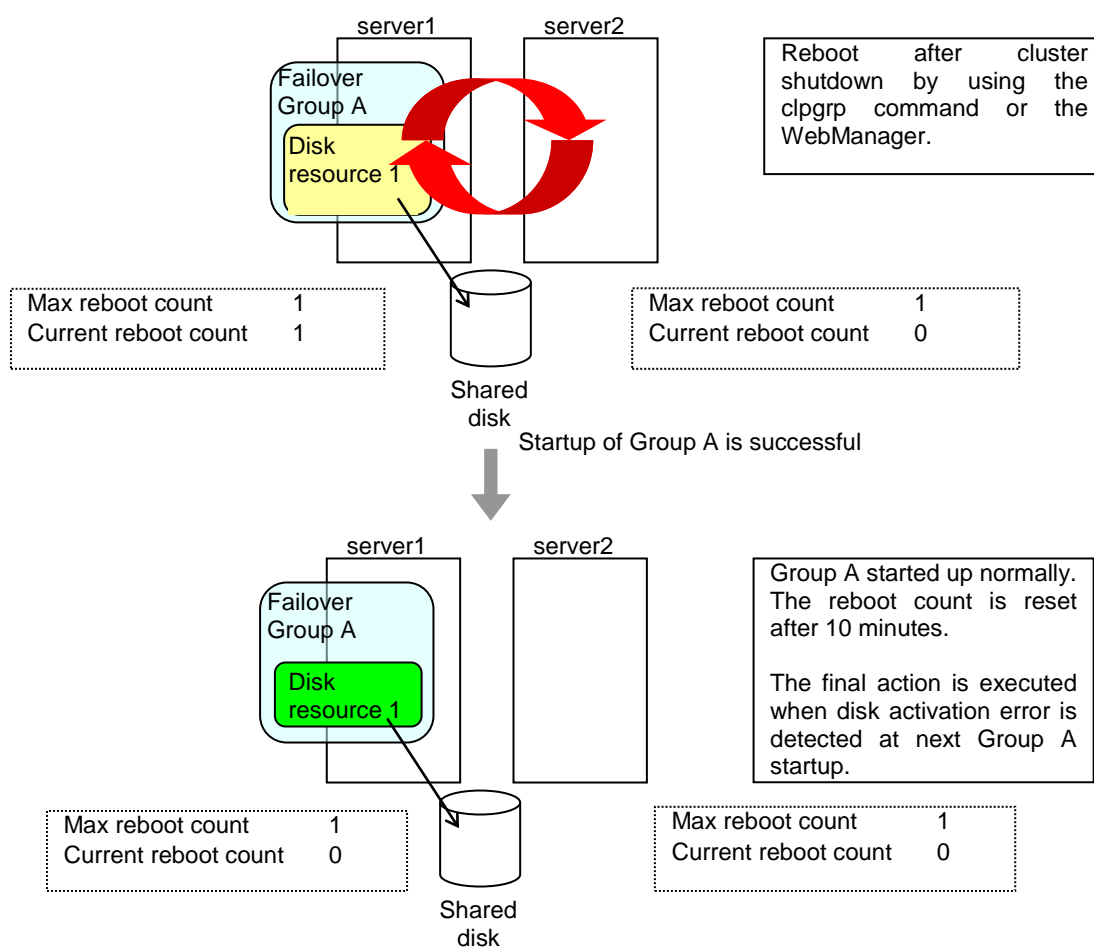 server1
server2
Failover
Group A
Disk
resource 1
Reboot after cluster
shutdown by using the
clpgrp command or the
WebManager.
Max reboot count 1
Current reboot count 1
Max reboot count 1
Current reboot count 0
Shared
disk
Startup of Group A is successful
server1
server2
Failover
Group A
Disk
resource 1
Group A started up normally.
The reboot count is reset
after 10 minutes.
The final action is executed
when disk activation error is
detected at next Group A
startup.
Max reboot count 1
Current reboot count 0
Max reboot count 1
Current reboot count 0
Shared
disk